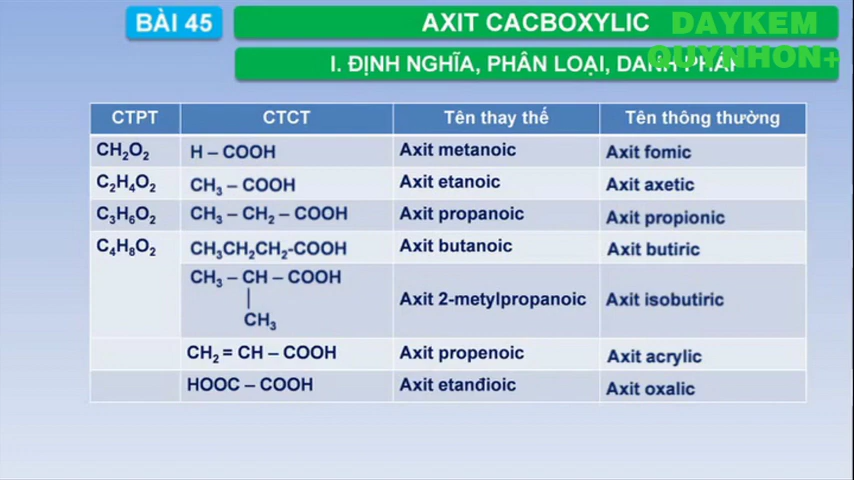 BÀI 45
AXIT CACBOXYLIC
DAYKEM
QUYNHON+
I. ĐỊNH NGHĨA, PHÂN LOẠI, DANH PHÁP
CTPT CTCT Tên thay thế Tên thông thường
CH₂O₂ H – COOH Axit metanoic Axit fomic
C₂H₄O₂ CH₃ – COOH Axit etanoic Axit axetic
C₃H₆O₂ CH₃ – CH₂ – COOH Axit propanoic Axit propionic
C₄H₈O₂ CH₃CH₂CH₂-COOH Axit butanoic Axit butiric
CH₃ – CH – COOH
|
CH₃
Axit 2-metylpropanoic Axit isobutiric
CH₂ = CH – COOH Axit propenoic Axit acrylic
HOOC – COOH Axit etanđioic Axit oxalic